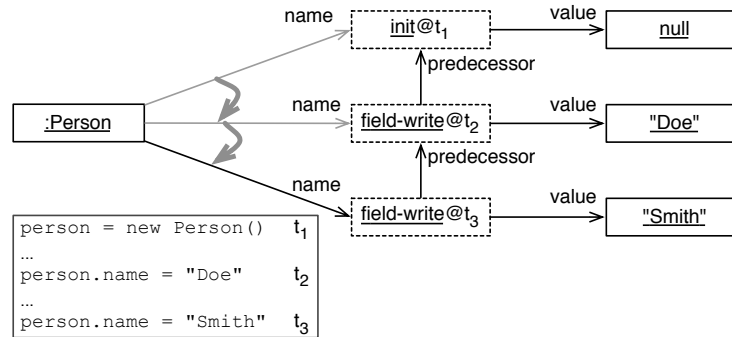 name
init@t1
value
null
predecessor
:Person
name
field-write@t2
value
"Doe"
predecessor
name
field-write@t3
value
"Smith"
person = new Person() t1
...
person.name = "Doe" t2
...
person.name = "Smith" t3